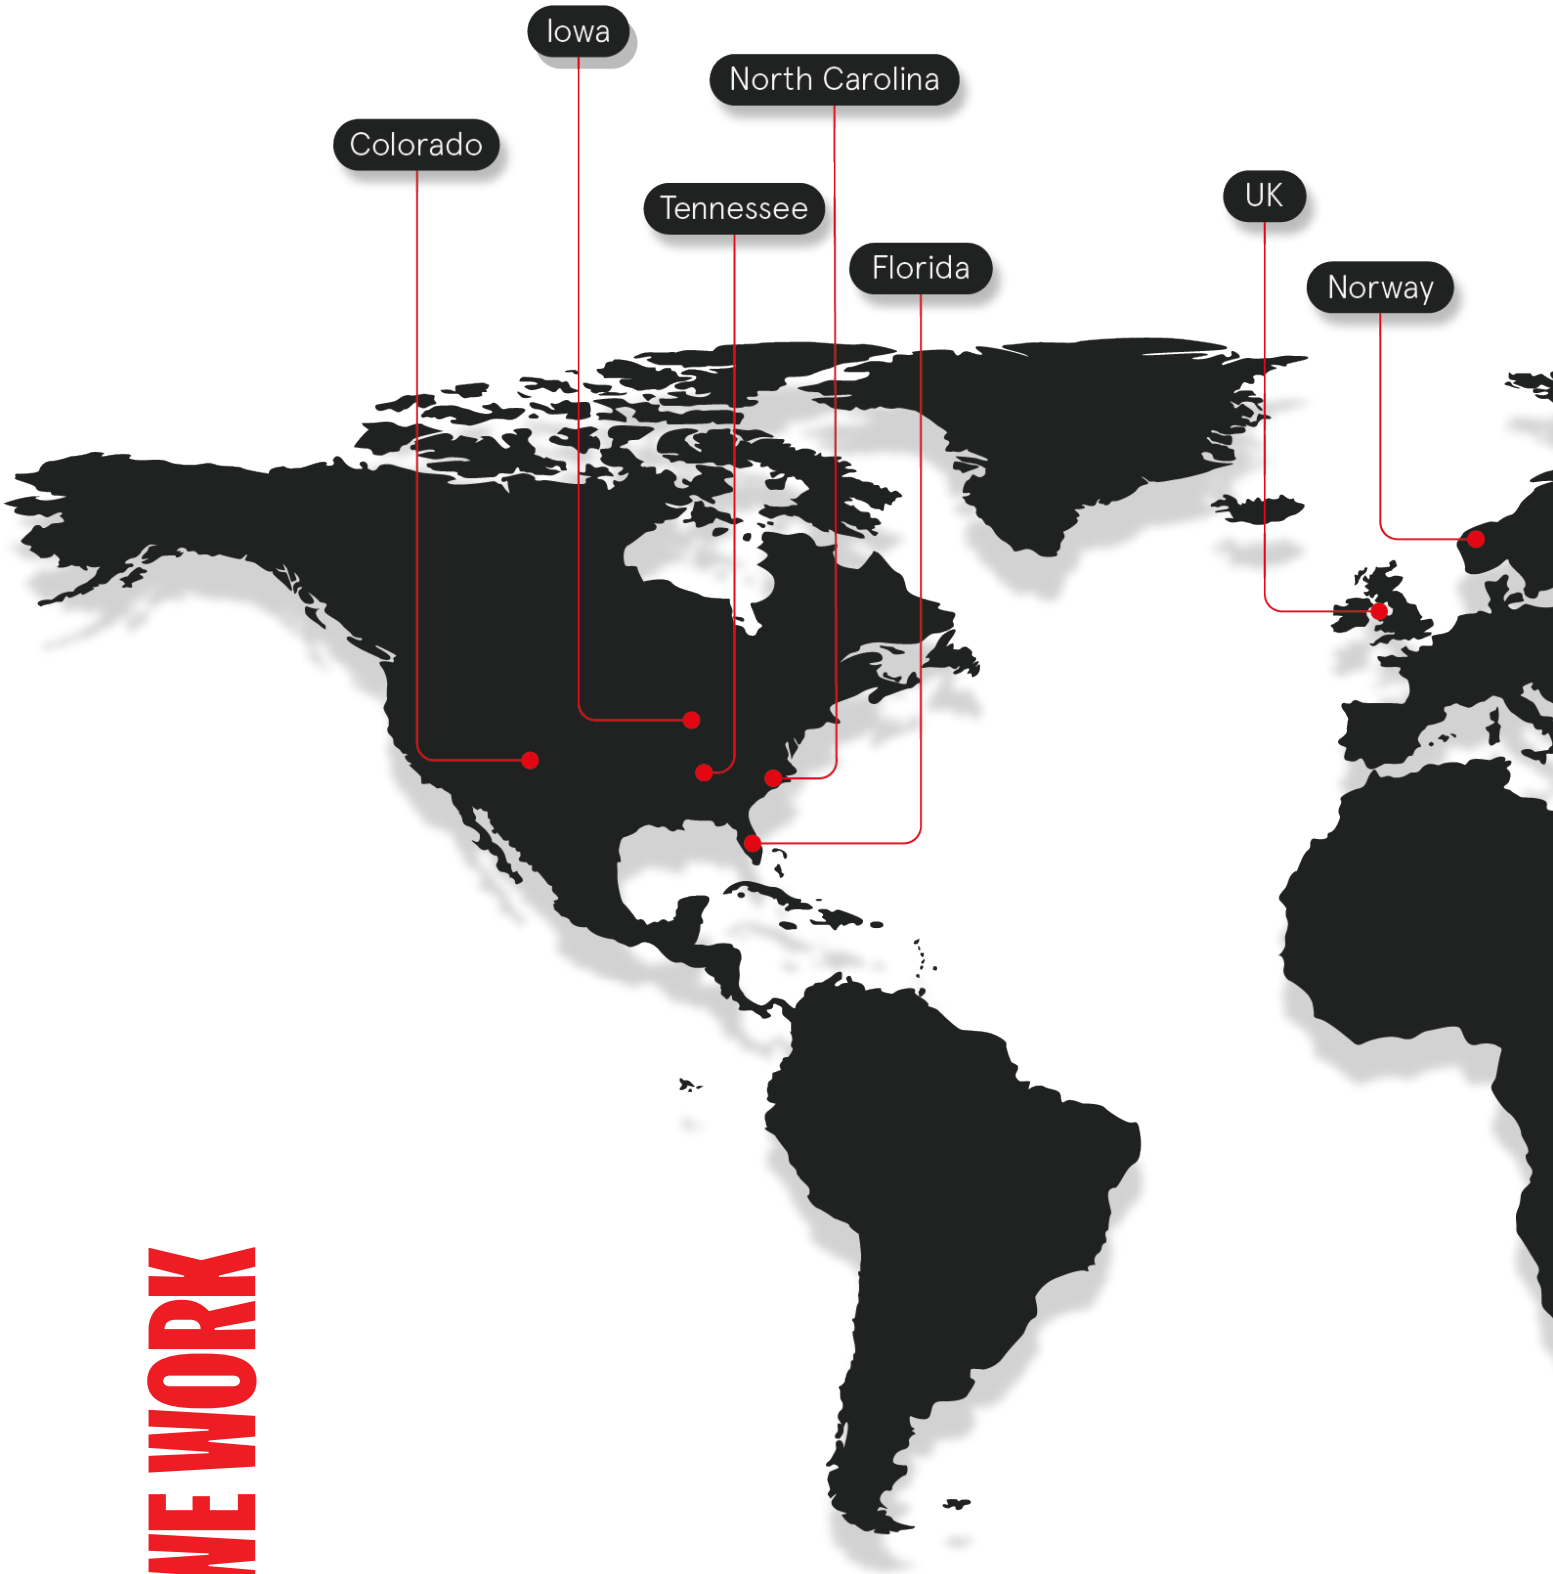 Iowa
North Carolina
Colorado
Tennessee
UK
Florida
Norway
WE WORK